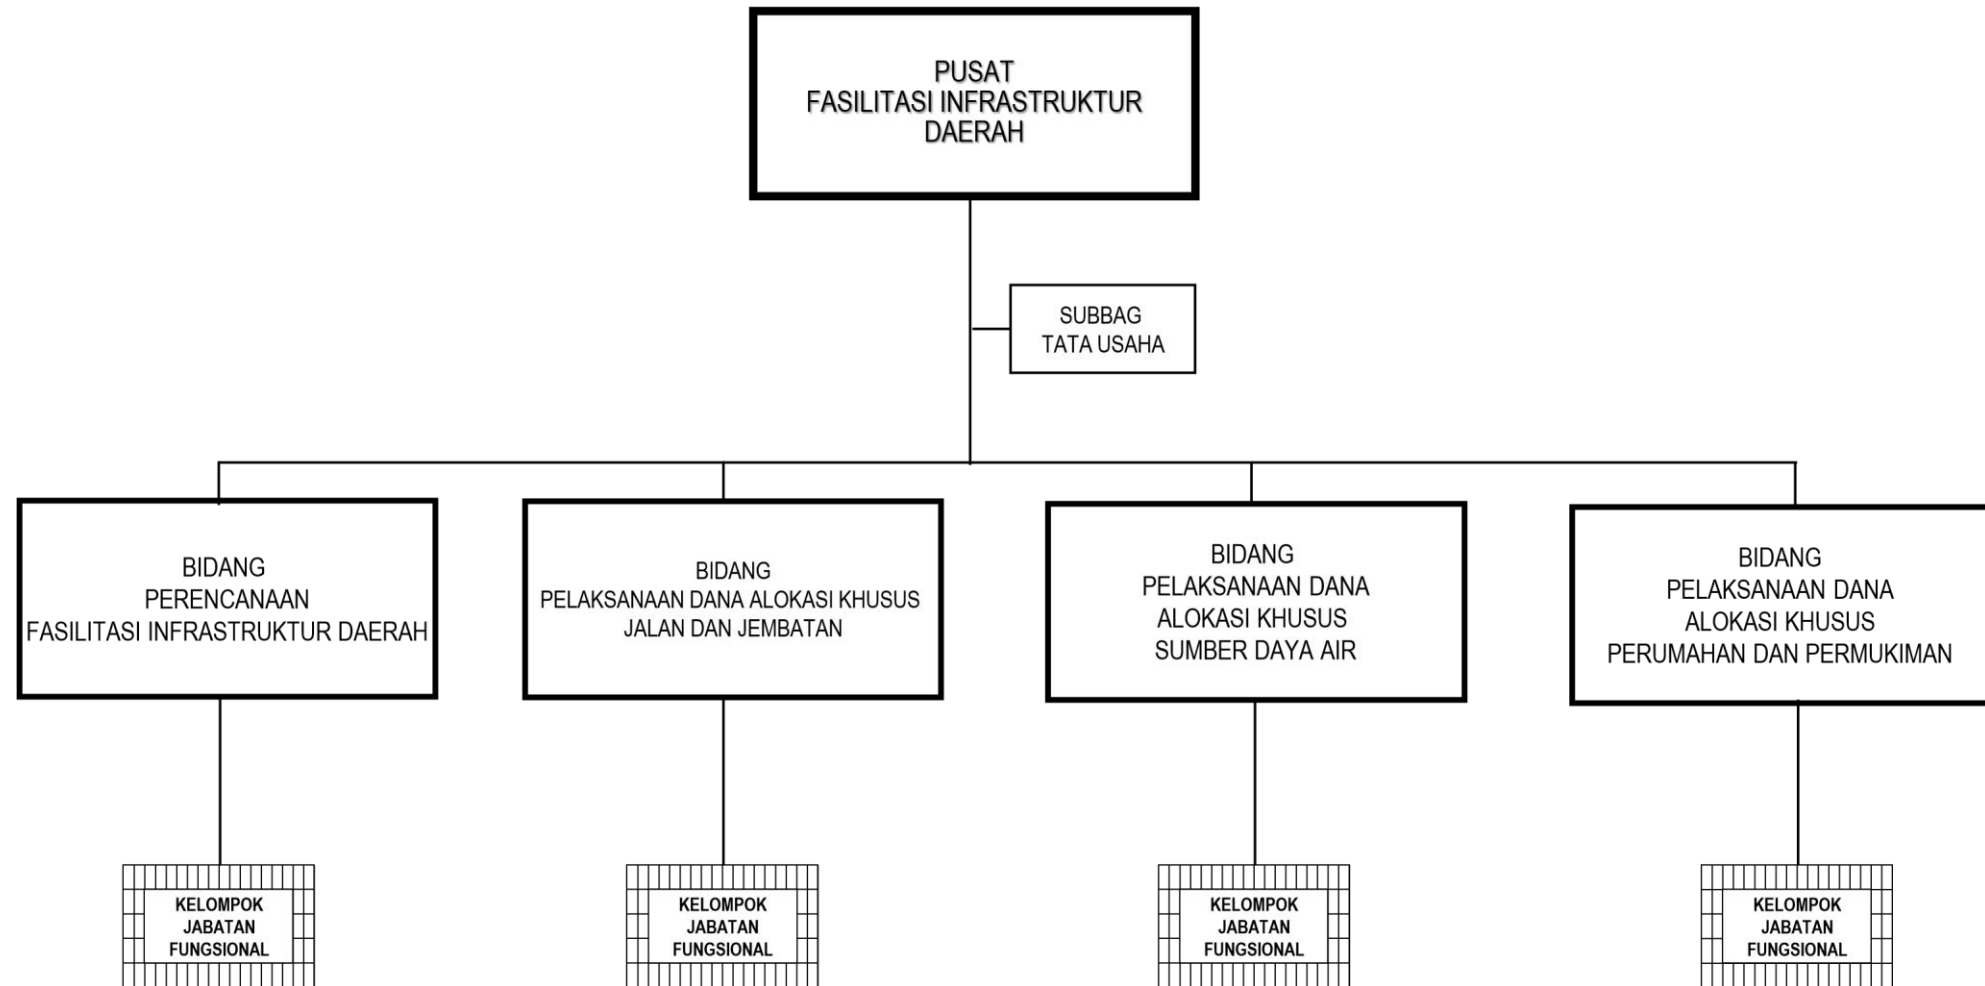 PUSAT
FASILITASI INFRASTRUKTUR
DAERAH
SUBBAG
TATA USAHA
BIDANG
PERENCANAAN
FASILITASI INFRASTRUKTUR DAERAH
BIDANG
PELAKSANAAN DANA ALOKASI KHUSUS
JALAN DAN JEMBATAN
BIDANG
PELAKSANAAN DANA
ALOKASI KHUSUS
SUMBER DAYA AIR
BIDANG
PELAKSANAAN DANA
ALOKASI KHUSUS
PERUMAHAN DAN PERMUKIMAN
KELOMPOK
JABATAN
FUNGSIONAL
KELOMPOK
JABATAN
FUNGSIONAL
KELOMPOK
JABATAN
FUNGSIONAL
KELOMPOK
JABATAN
FUNGSIONAL